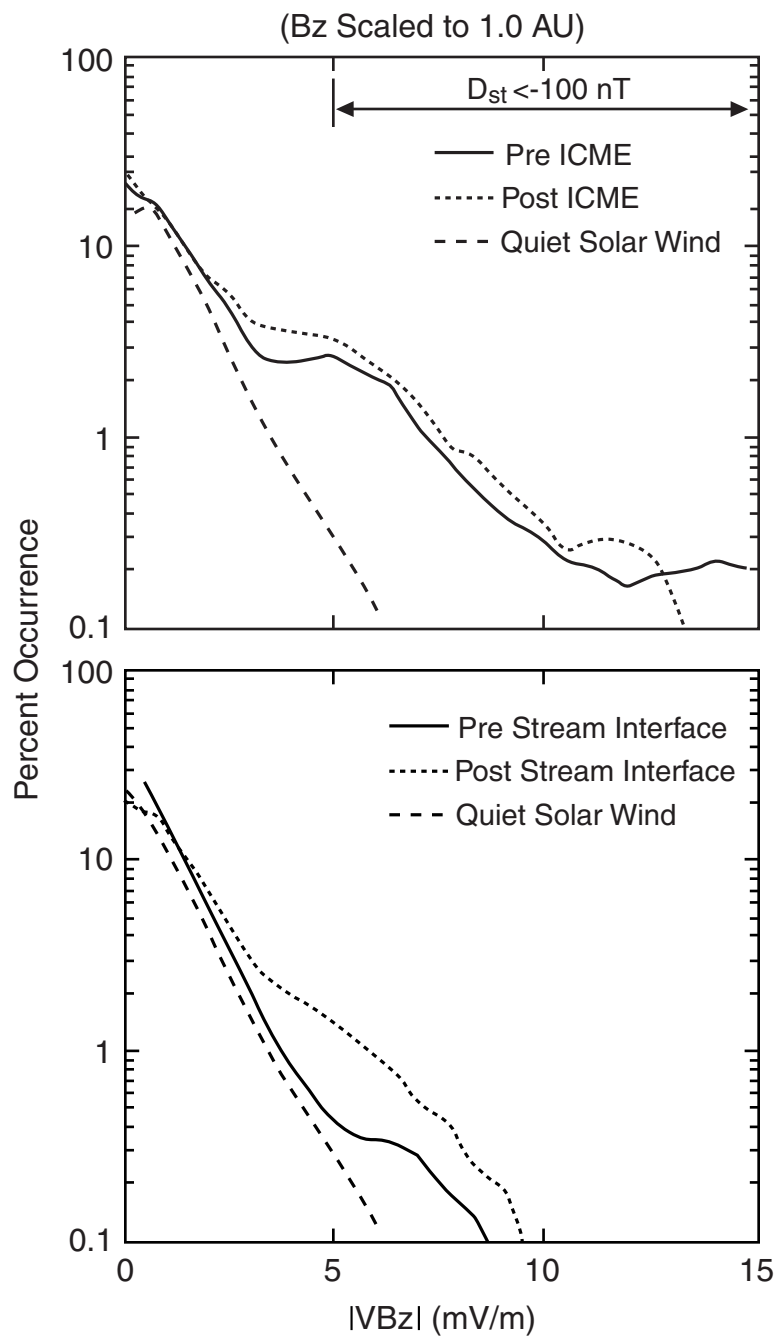 (Bz Scaled to 1.0 AU)
100
10
1
0.1
Dst <-100 nT
Pre ICME
Post ICME
Quiet Solar Wind
Percent Occurrence
100
10
1
0.1
Pre Stream Interface
Post Stream Interface
Quiet Solar Wind
0
5
10
15
|VBz| (mV/m)